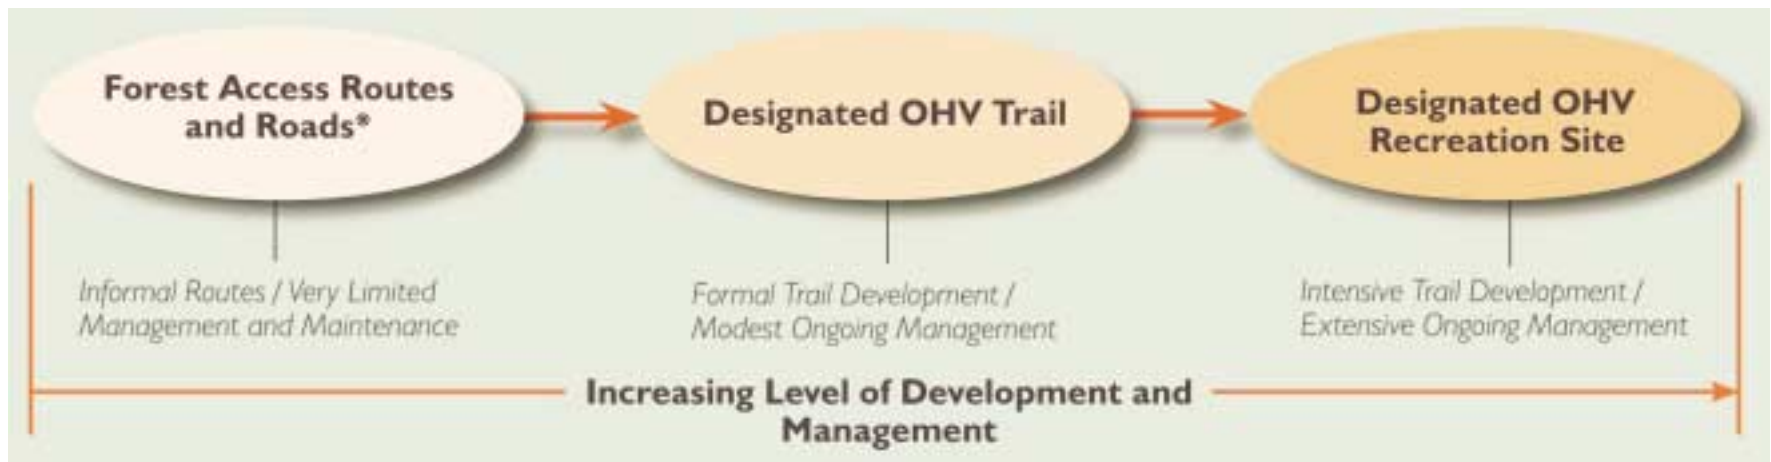 Forest Access Routes
and Roads*
Designated OHV Trail
Designated OHV
Recreation Site
Informal Routes / Very Limited
Management and Maintenance
Formal Trail Development /
Modest Ongoing Management
Intensive Trail Development /
Extensive Ongoing Management
Increasing Level of Development and
Management